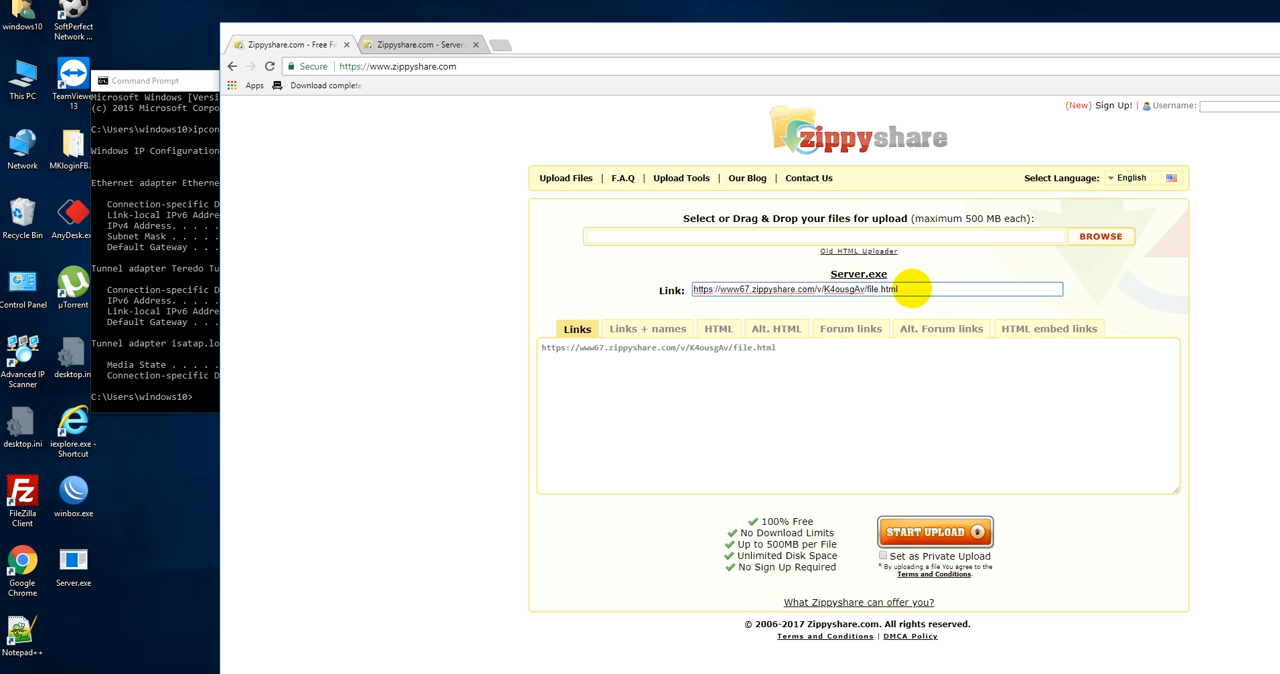 windows10
SoftPerfect
Network ...
This PC
TeamViewer
13
Network
MKloginFB.
Recycle Bin
AnyDesk.exe
Control Panel
µTorrent
Advanced IP
Scanner
desktop.ini
desktop.ini
iexplore.exe -
Shortcut
FileZilla
Client
winbox.exe
Google
Chrome
Server.exe
Notepad++
Command Prompt
Microsoft Windows [Versi
(c) 2015 Microsoft Corpo
C:\Users\windows10>ipcon
Windows IP Configuration
Ethernet adapter Etherne
Connection-specific D
Link-local IPv6 Addre
IPv4 Address. . . . .
Subnet Mask . . . . .
Default Gateway . . .
Tunnel adapter Teredo Tu
Connection-specific D
IPv6 Address. . . . .
Link-local IPv6 Addre
Default Gateway . . .
Tunnel adapter isatap.lo
Media State . . . . .
Connection-specific D
C:\Users\windows10>
Zippyshare.com - Free Fi
Zippyshare.com - Server.
Secure https://www.zippyshare.com
Apps Download complete
(New) Sign Up! | Username:
zippyshare
Upload Files | F.A.Q | Upload Tools | Our Blog | Contact Us
Select Language: English
Select or Drag & Drop your files for upload (maximum 500 MB each):
BROWSE
Old HTML Uploader
Server.exe
Link: https://www67.zippyshare.com/v/K4ousgAv/file.html
Links Links + names HTML Alt. HTML Forum links Alt. Forum links HTML embed links
https://www67.zippyshare.com/v/K4ousgAv/file.html
100% Free
No Download Limits
Up to 500MB per File
Unlimited Disk Space
No Sign Up Required
START UPLOAD
Set as Private Upload
* By uploading a file You agree to the
Terms and Conditions.
What Zippyshare can offer you?
© 2006-2017 Zippyshare.com. All rights reserved.
Terms and Conditions | DMCA Policy